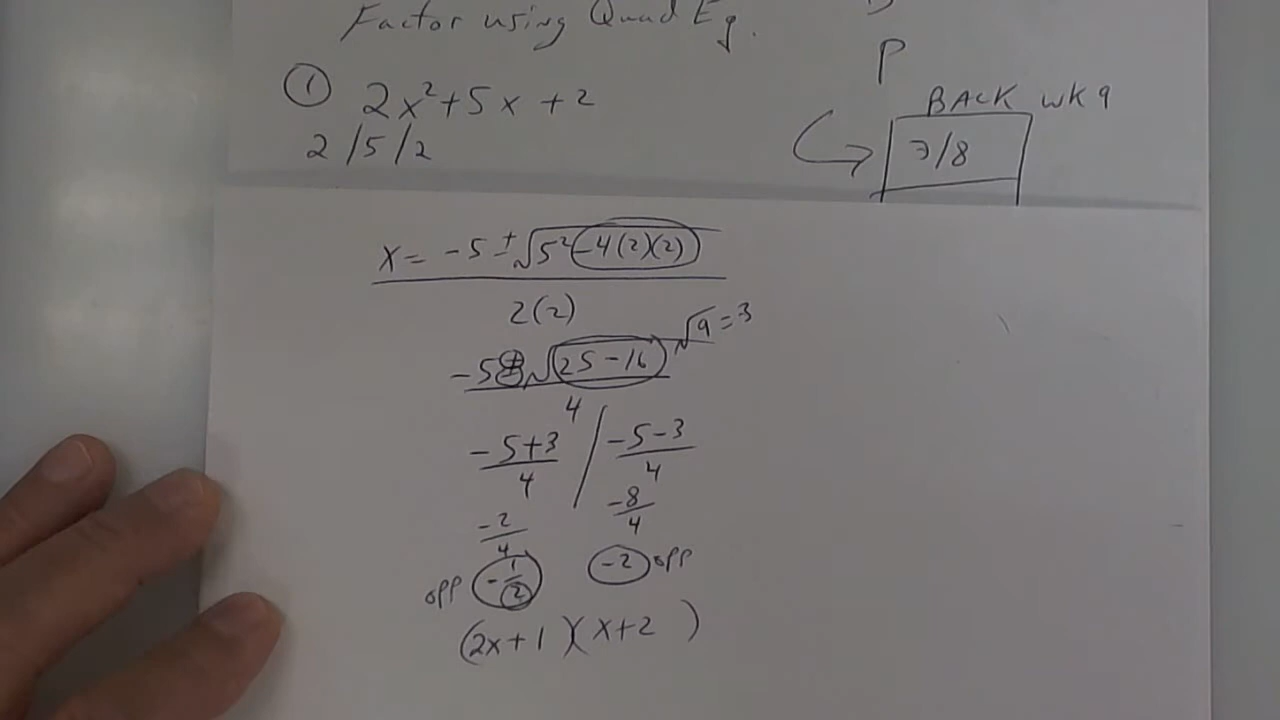 Factor using Quad Eq.
P
① 2x²+5x+2
BACK WK 9
2/5/2
7/8
x = -5 ± √5²-4(2)(2)
2(2)
-5 ± √25-16 √9=3
4
-5+3 / -5-3
4 4
-2 -8
4 4
opp -1/2 -2 opp
(2x+1)(x+2)